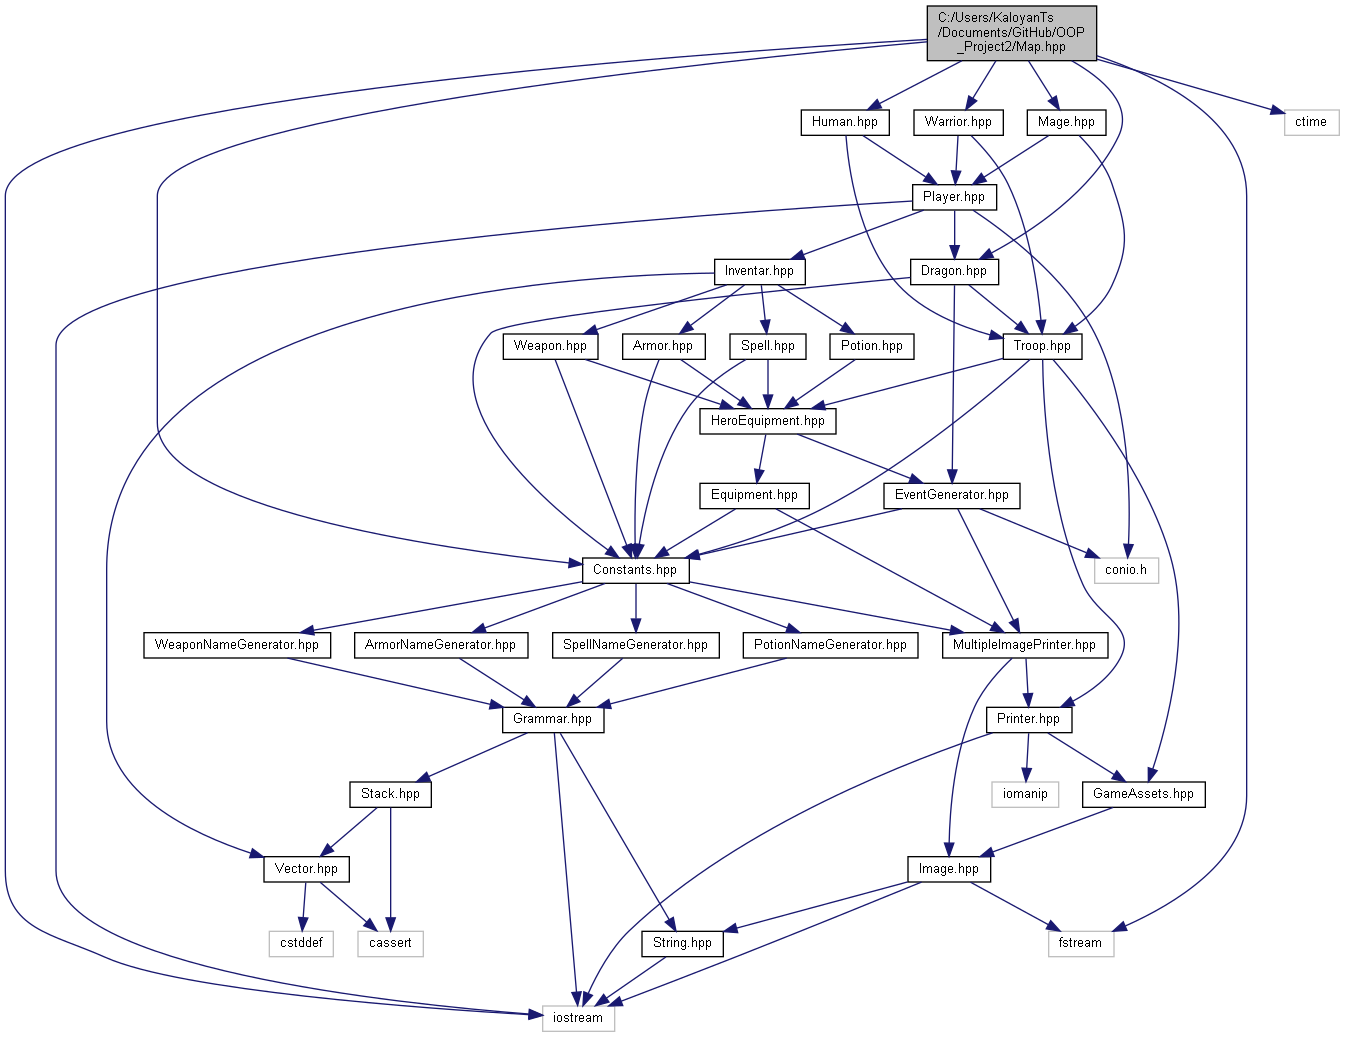 C:/Users/KaloyanTs
/Documents/GitHub/OOP
_Project2/Map.hpp
Human.hpp
Warrior.hpp
Mage.hpp
ctime
Player.hpp
Inventar.hpp
Dragon.hpp
Weapon.hpp
Armor.hpp
Spell.hpp
Potion.hpp
Troop.hpp
HeroEquipment.hpp
Equipment.hpp
EventGenerator.hpp
Constants.hpp
conio.h
WeaponNameGenerator.hpp
ArmorNameGenerator.hpp
SpellNameGenerator.hpp
PotionNameGenerator.hpp
MultipleImagePrinter.hpp
Grammar.hpp
Printer.hpp
Stack.hpp
iomanip
GameAssets.hpp
Vector.hpp
Image.hpp
cstddef
cassert
String.hpp
fstream
iostream